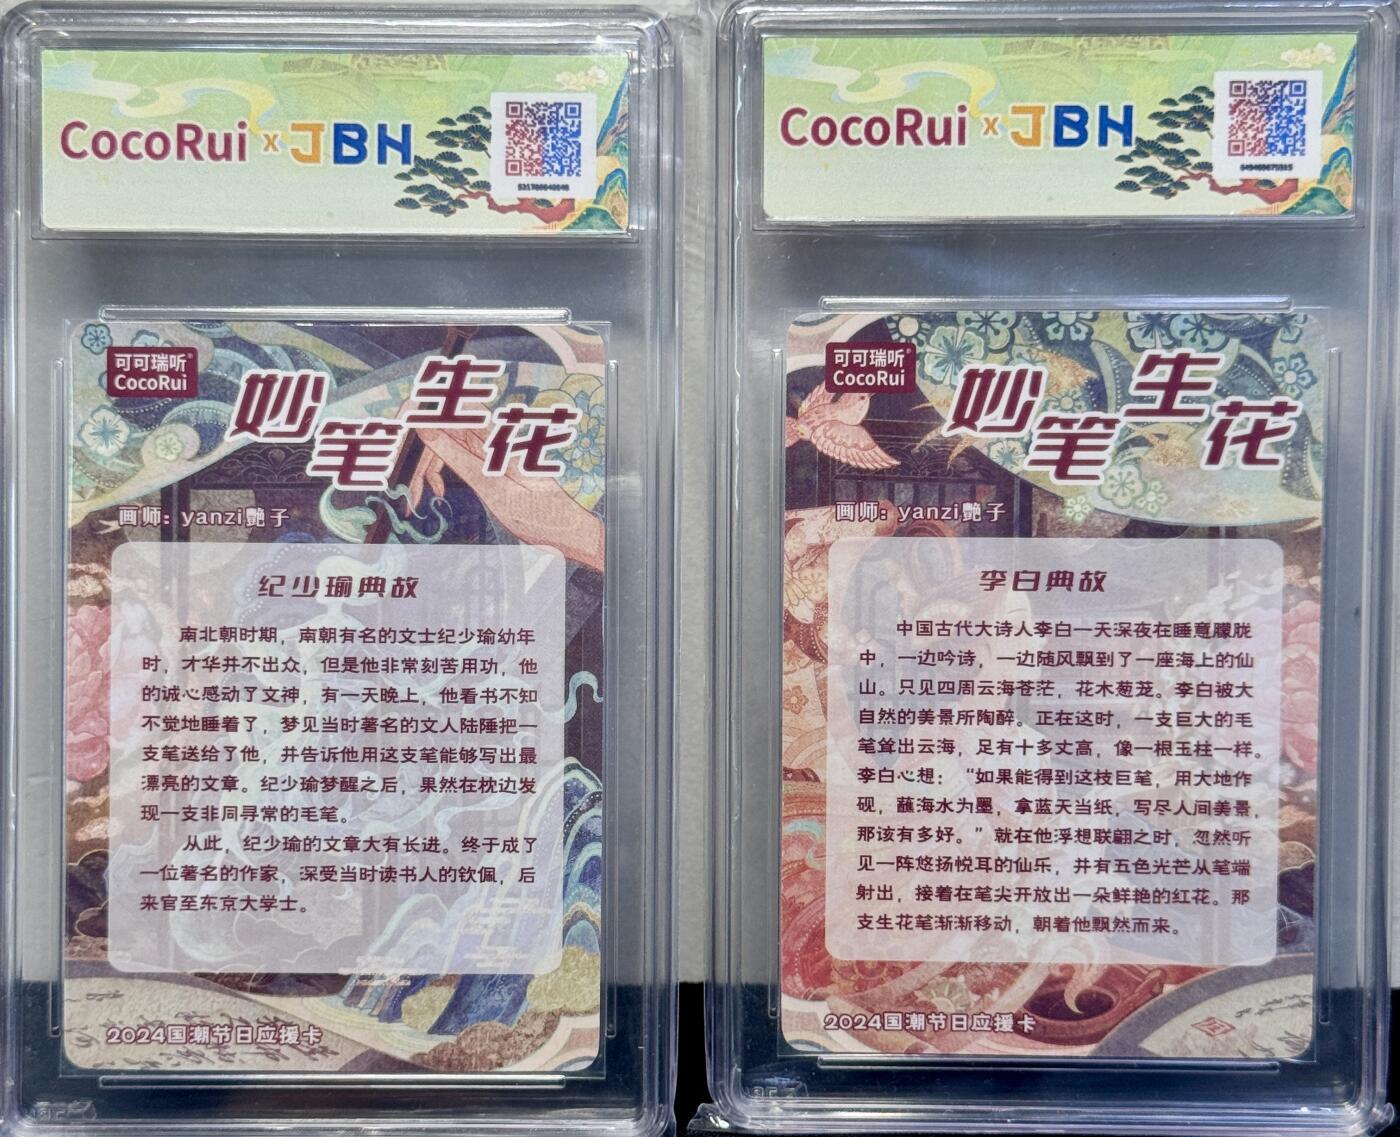 CocoRui x JBH
531786640646
可可瑞听®
CocoRui
妙笔生花
画师：yanzi艷子
纪少瑜典故
南北朝时期，南朝有名的文士纪少瑜幼年
时，才华并不出众，但是他非常刻苦用功，他
的诚心感动了文神，有一天晚上，他看书不知
不觉地睡着了，梦见当时著名的文人陆陲把一
支笔送给了他，并告诉他用这支笔能够写出最
漂亮的文章。纪少瑜梦醒之后，果然在枕边发
现一支非同寻常的毛笔。
从此，纪少瑜的文章大有长进。终于成了
一位著名的作家，深受当时读书人的钦佩，后
来官至东京大学士。
2024国潮节日应援卡
CocoRui x JBH
可可瑞听®
CocoRui
妙笔生花
画师：yanzi艷子
李白典故
中国古代大诗人李白一天深夜在睡意朦胧
中，一边吟诗，一边随风飘到了一座海上的仙
山。只见四周云海苍茫，花木葱茏。李白被大
自然的美景所陶醉。正在这时，一支巨大的毛
笔耸出云海，足有十多丈高，像一根玉柱一样。
李白心想：“如果能得到这枝巨笔，用大地作
砚，蘸海水为墨，拿蓝天当纸，写尽人间美景，
那该有多好。”就在他浮想联翩之时，忽然听
见一阵悠扬悦耳的仙乐，并有五色光芒从笔端
射出，接着在笔尖开放出一朵鲜艳的红花。那
支生花笔渐渐移动，朝着他飘然而来。
2024国潮节日应援卡